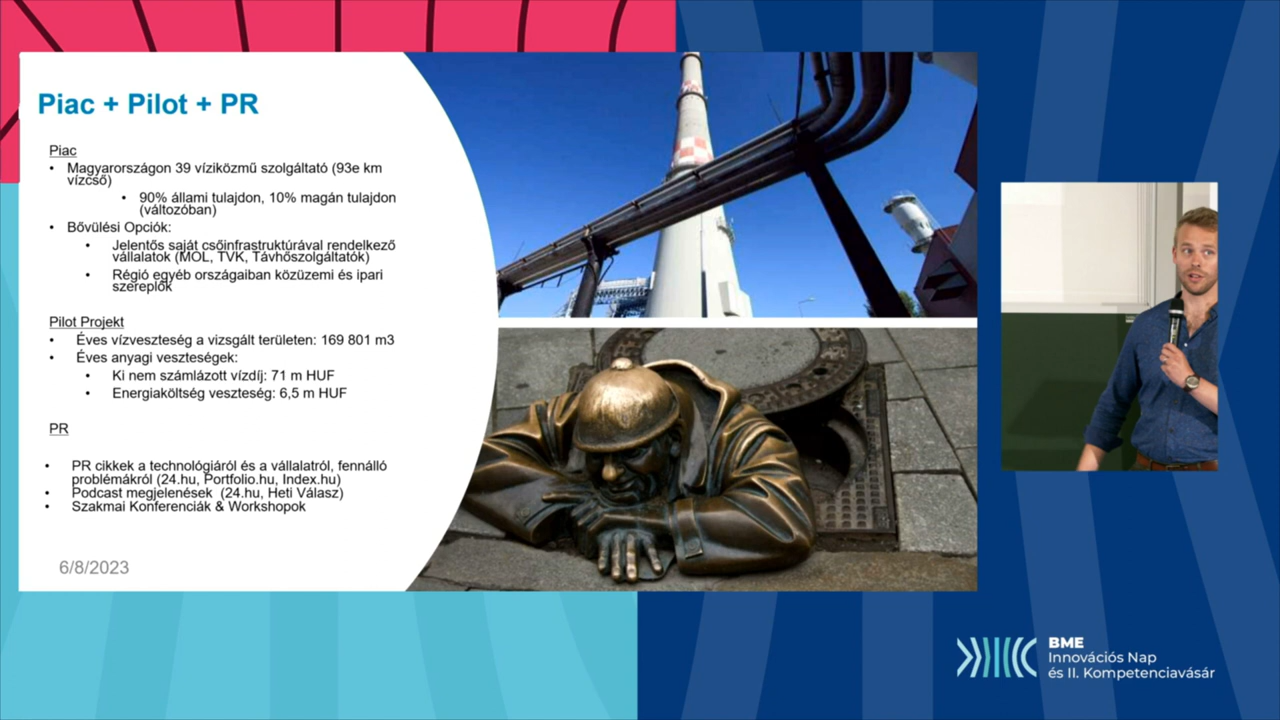 Piac + Pilot + PR
Piac
• Magyarországon 39 víziközmű szolgáltató (93e km
vízcső)
• 90% állami tulajdon, 10% magán tulajdon
(változóban)
• Bővülési Opciók:
• Jelentős saját csőinfrastruktúrával rendelkező
vállalatok (MOL, TVK, Távhőszolgáltatók)
• Régió egyéb országaiban közüzemi és ipari
szereplők
Pilot Projekt
• Éves vízveszteség a vizsgált területen: 169 801 m3
• Éves anyagi veszteségek:
• Ki nem számlázott vízdíj: 71 m HUF
• Energiaköltség veszteség: 6,5 m HUF
PR
• PR cikkek a technológiáról és a vállalatról, fennálló
problémákról (24.hu, Portfolio.hu, Index.hu)
• Podcast megjelenések (24.hu, Heti Válasz)
• Szakmai Konferenciák & Workshopok
6/8/2023
BME
Innovációs Nap
és II. Kompetenciavásár